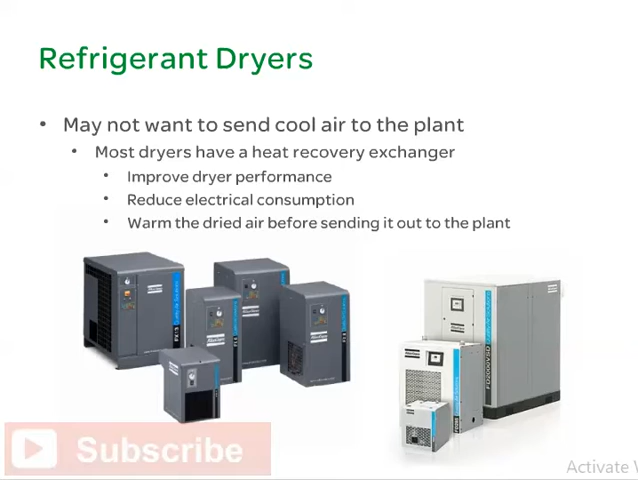 Refrigerant Dryers
• May not want to send cool air to the plant
• Most dryers have a heat recovery exchanger
• Improve dryer performance
• Reduce electrical consumption
• Warm the dried air before sending it out to the plant
FD2000VSD
Subscribe
Activate W